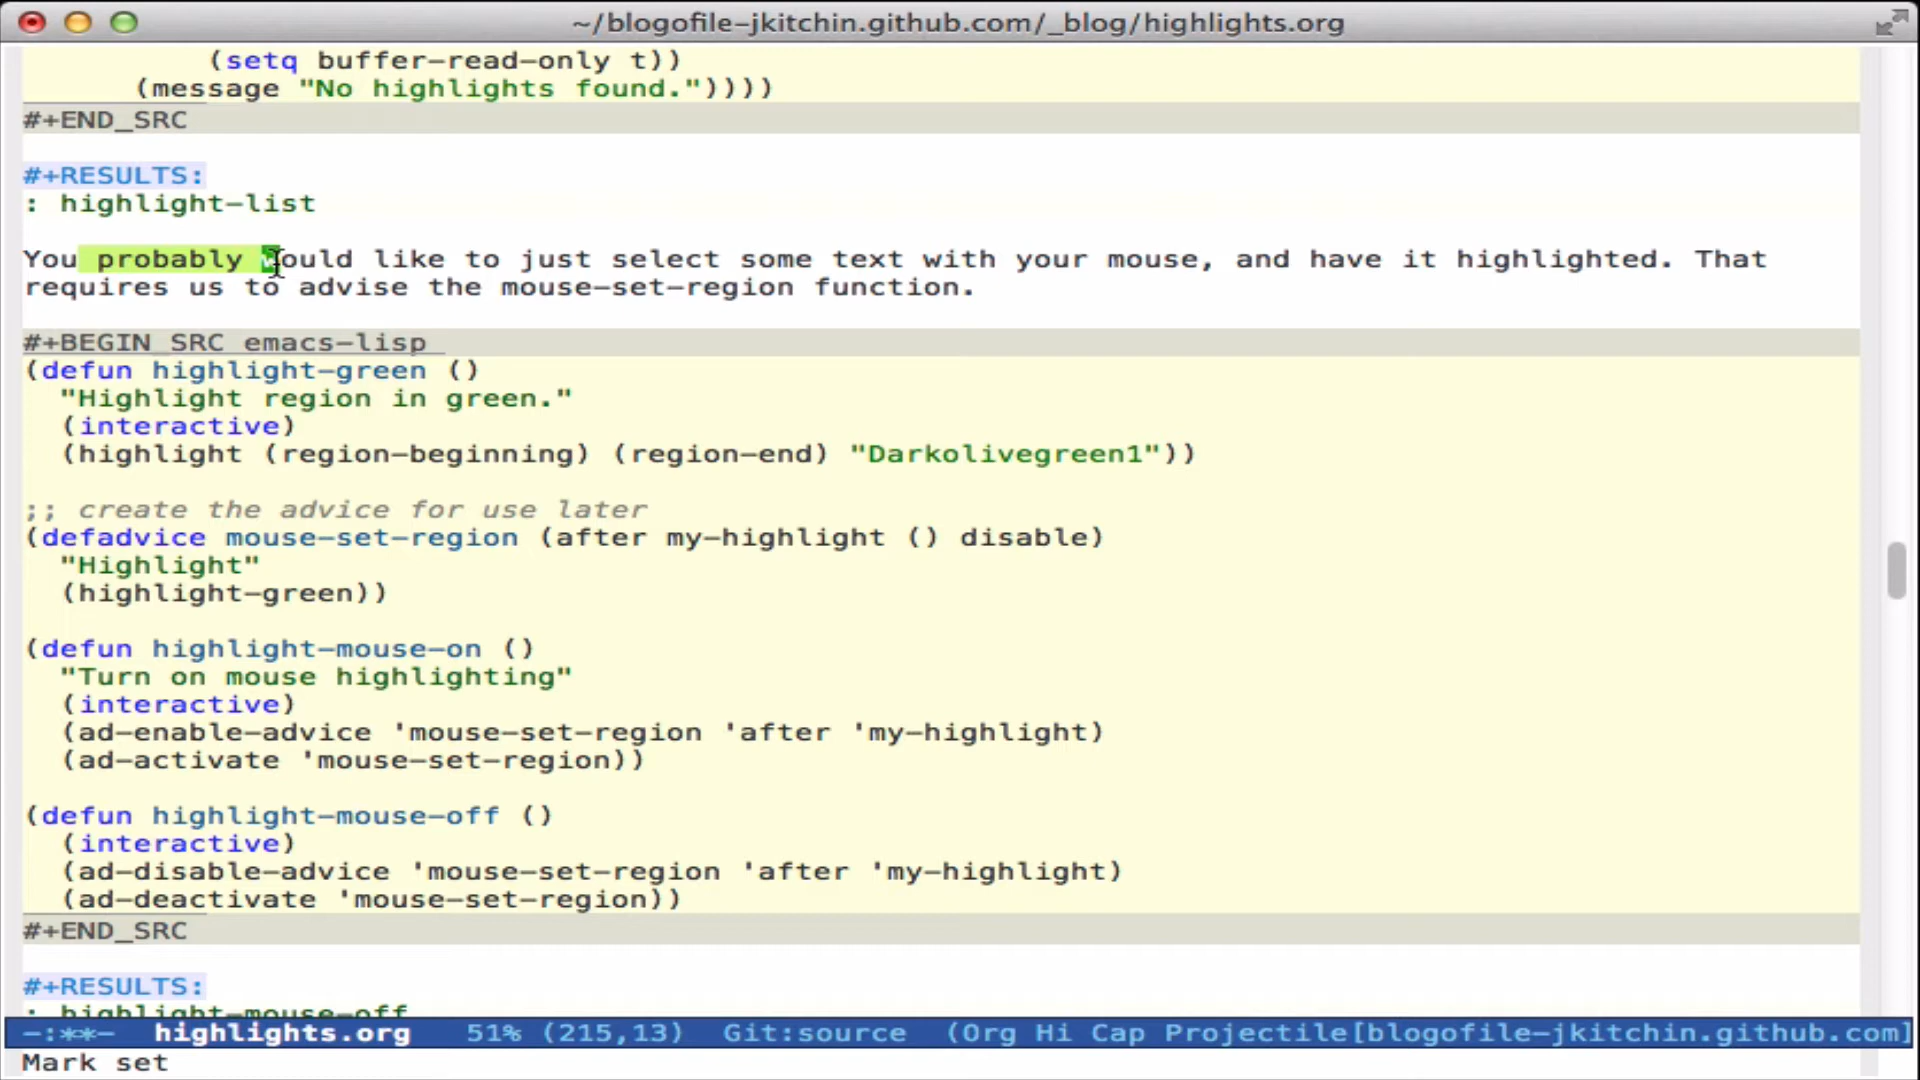 ~/blogofile-jkitchin.github.com/_blog/highlights.org
(setq buffer-read-only t))
(message "No highlights found."))))
#+END_SRC
#+RESULTS:
: highlight-list
You probably would like to just select some text with your mouse, and have it highlighted. That
requires us to advise the mouse-set-region function.
#+BEGIN_SRC emacs-lisp
(defun highlight-green ()
"Highlight region in green."
(interactive)
(highlight (region-beginning) (region-end) "Darkolivegreen1"))
;; create the advice for use later
(defadvice mouse-set-region (after my-highlight () disable)
"Highlight"
(highlight-green))
(defun highlight-mouse-on ()
"Turn on mouse highlighting"
(interactive)
(ad-enable-advice 'mouse-set-region 'after 'my-highlight)
(ad-activate 'mouse-set-region))
(defun highlight-mouse-off ()
(interactive)
(ad-disable-advice 'mouse-set-region 'after 'my-highlight)
(ad-deactivate 'mouse-set-region))
#+END_SRC
#+RESULTS:
: highlight-mouse-off
-:**- highlights.org 51% (215,13) Git:source (Org Hi Cap Projectile[blogofile-jkitchin.github.com]
Mark set